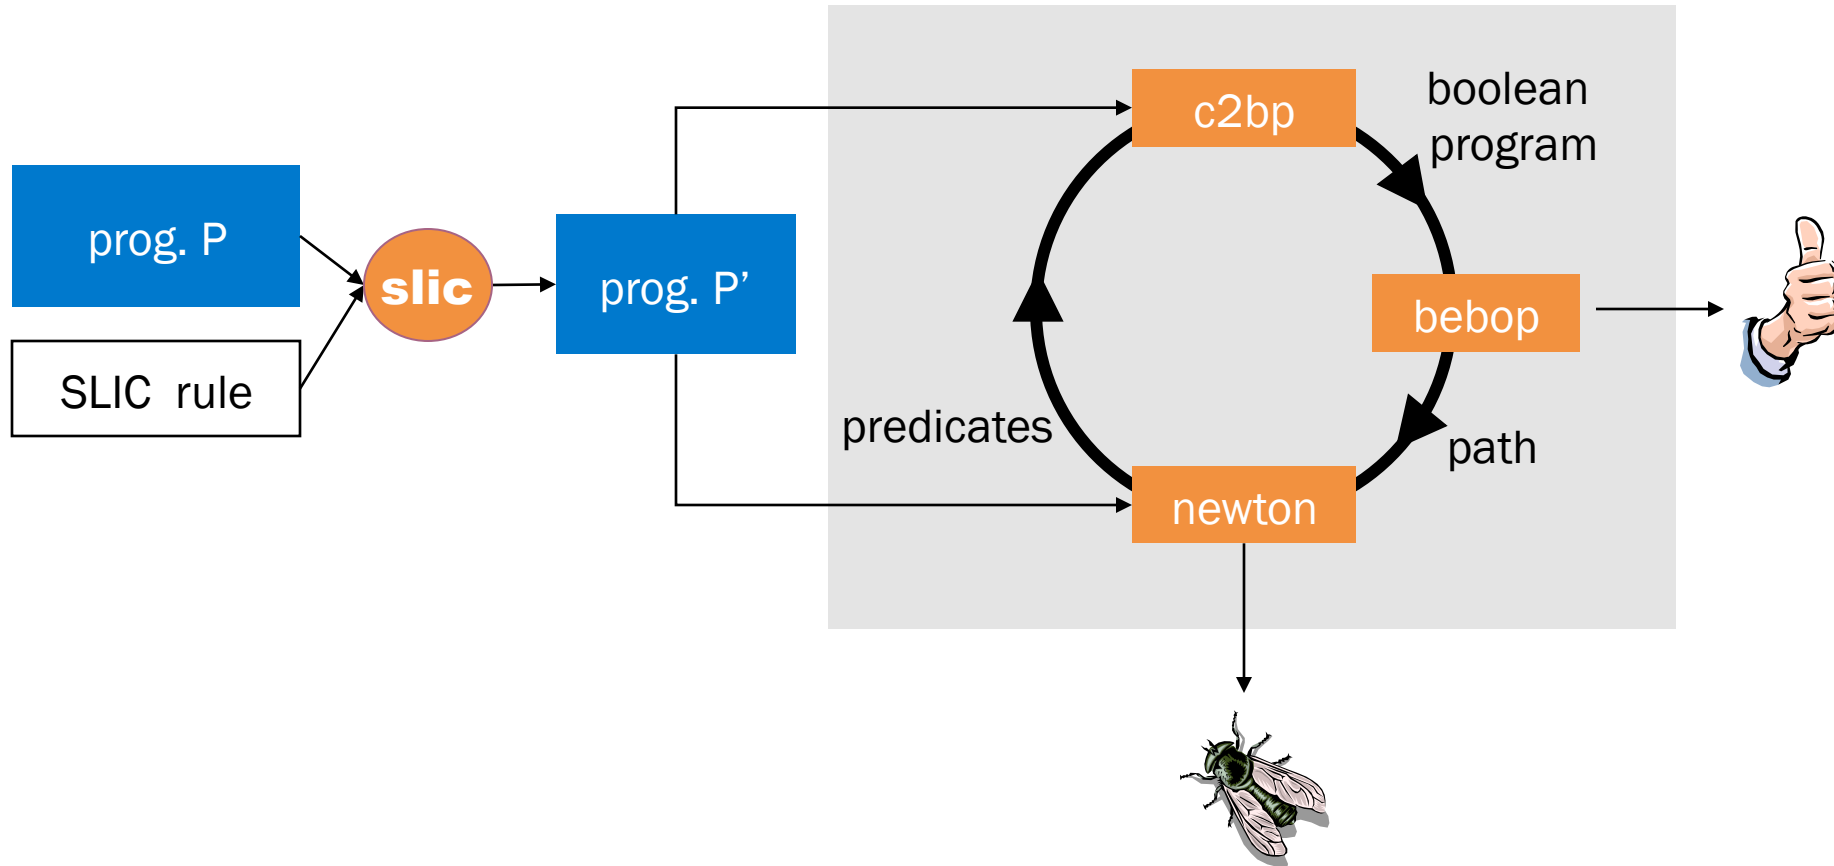 prog. P
SLIC rule
slic
prog. P’
c2bp
boolean
program
bebop
path
newton
predicates